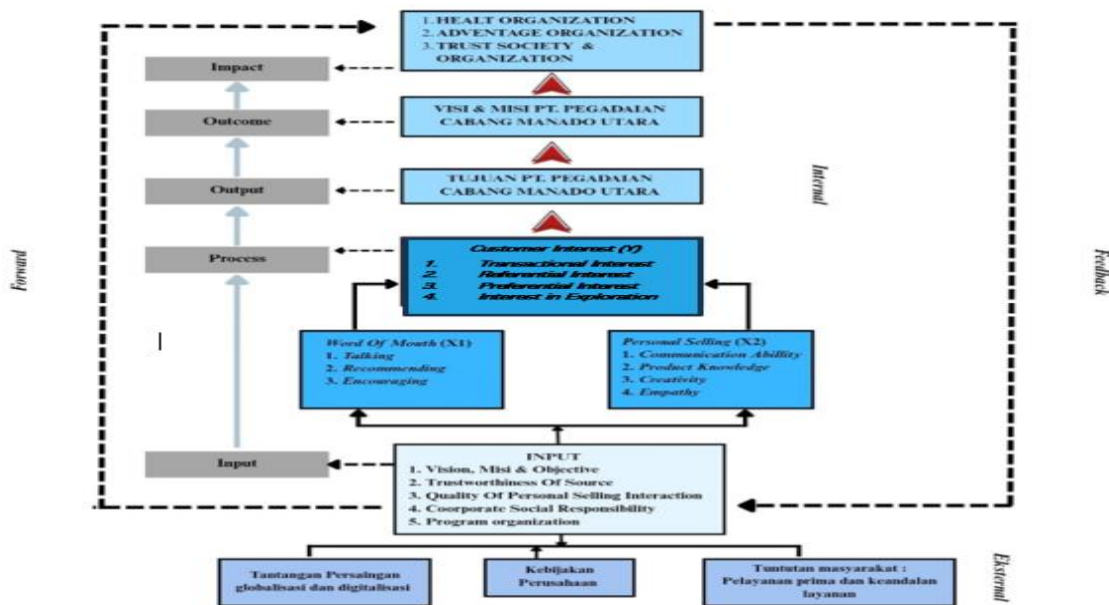 1. HEALT ORGANIZATION
2. ADVENTAGE ORGANIZATION
3. TRUST SOCIETY &
ORGANIZATION
Impact
VISI & MISI PT. PEGADAIAN
CABANG MANADO UTARA
Outcome
Internal
TUJUAN PT. PEGADAIAN
CABANG MANADO UTARA
Output
Customer Interest (Y)
1. Transactional Interest
2. Referential Interest
3. Preferential Interest
4. Interest in Exploration
Process
Forward
Feedback
Word Of Mouth (X1)
1. Talking
2. Recommending
3. Encouraging
Personal Selling (X2)
1. Communication Abillity
2. Product Knowledge
3. Creativity
4. Empathy
INPUT
1. Vision, Misi & Objective
2. Trustworthiness Of Source
3. Quality Of Personal Selling Interaction
4. Coorporate Social Responsibility
5. Program organization
Input
Tantangan Persaingan
globalisasi dan digitalisasi
Kebijakan
Perusahaan
Tuntutan masyarakat :
Pelayanan prima dan keandalan
layanan
Eksternal